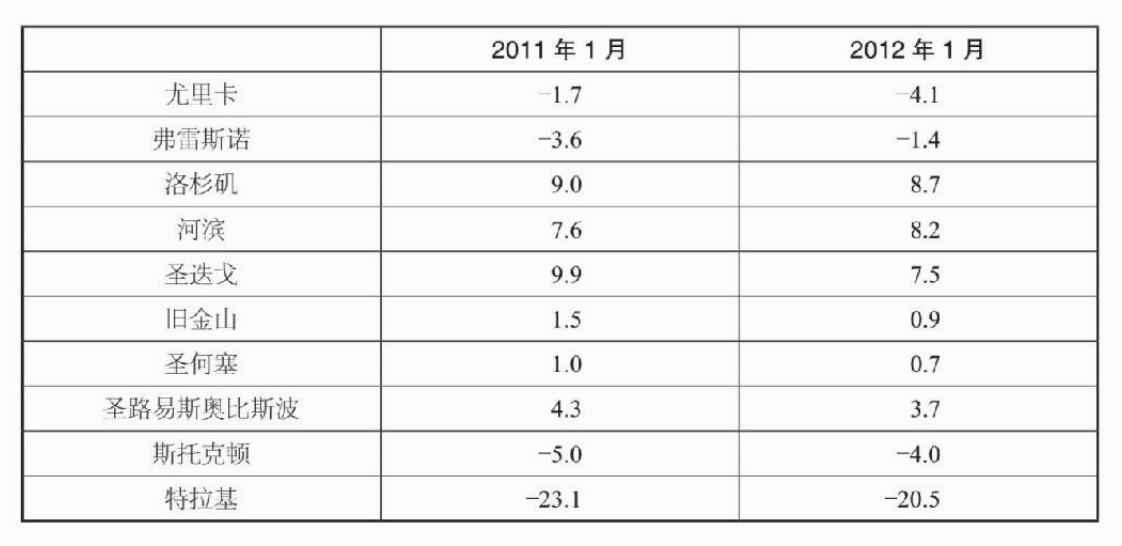 2011 年 1 月 2012 年 1 月
尤里卡 −1.7 −4.1
弗雷斯诺 −3.6 −1.4
洛杉矶 9.0 8.7
河滨 7.6 8.2
圣迭戈 9.9 7.5
旧金山 1.5 0.9
圣何塞 1.0 0.7
圣路易斯奥比斯波 4.3 3.7
斯托克顿 −5.0 −4.0
特拉基 −23.1 −20.5